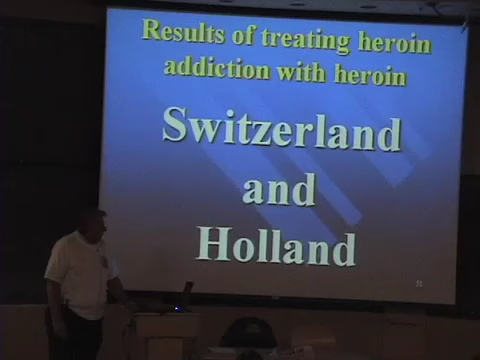 Results of treating heroin
addiction with heroin
Switzerland
and
Holland